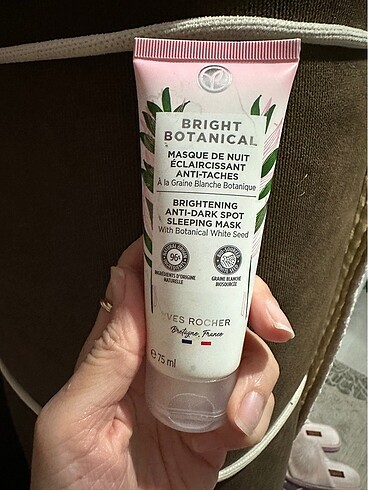 BRIGHT
BOTANICAL
MASQUE DE NUIT
ÉCLAIRCISSANT
ANTI-TACHES
À la Graine Blanche Botanique
BRIGHTENING
ANTI-DARK SPOT
SLEEPING MASK
With Botanical White Seed
96%
INGRÉDIENTS D'ORIGINE
NATURELLE
GRAINE BLANCHE
BIOSOURCÉE
YVES ROCHER
Bretagne, France
℮75 ml